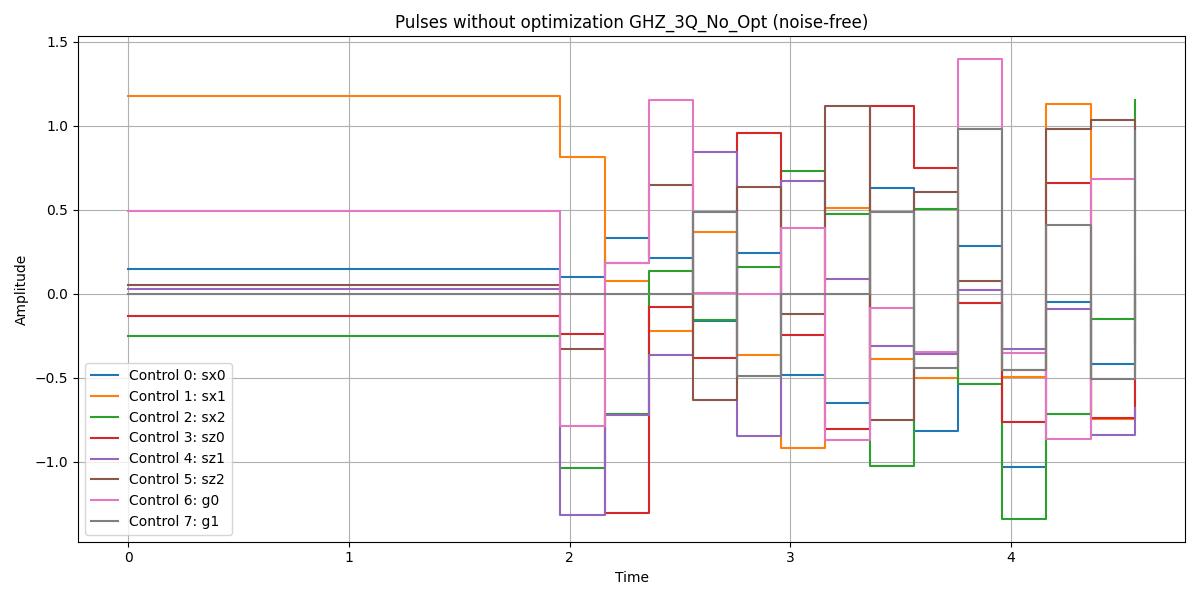 Pulses without optimization GHZ_3Q_No_Opt (noise-free)
1.5
1.0
0.5
0.0
−0.5
−1.0
Amplitude
Control 0: sx0
Control 1: sx1
Control 2: sx2
Control 3: sz0
Control 4: sz1
Control 5: sz2
Control 6: g0
Control 7: g1
0 1 2 3 4
Time